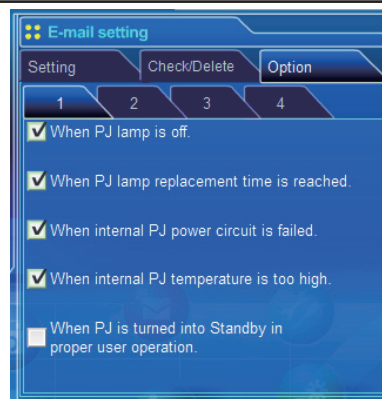 E-mail setting
Setting Check/Delete Option
1 2 3 4
When PJ lamp is off.
When PJ lamp replacement time is reached.
When internal PJ power circuit is failed.
When internal PJ temperature is too high.
When PJ is turned into Standby in
proper user operation.